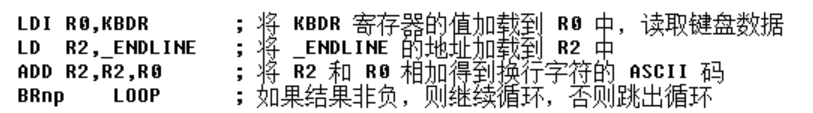 LDI R0,KBDR ; 将 KBDR 寄存器的值加载到 R0 中，读取键盘数据
LD R2,_ENDLINE ; 将 _ENDLINE 的地址加载到 R2 中
ADD R2,R2,R0 ; 将 R2 和 R0 相加得到换行字符的 ASCII 码
BRnp LOOP ; 如果结果非负，则继续循环，否则跳出循环